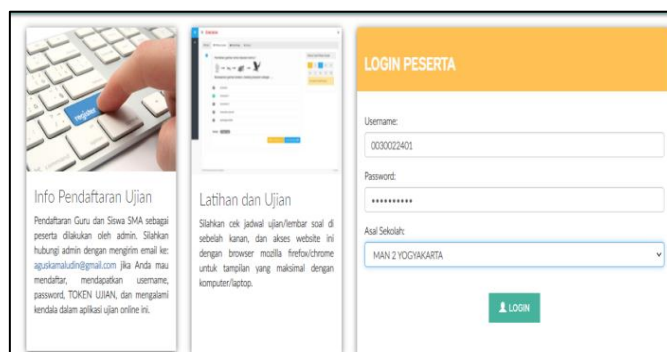 register
Info Pendaftaran Ujian
Pendaftaran Guru dan Siswa SMA sebagai
peserta dilakukan oleh admin. Silahkan
hubungi admin dengan mengirim email ke:
aguskamaludin@gmail.com jika Anda mau
mendaftar, mendapatkan username,
password, TOKEN UJIAN, dan mengalami
kendala dalam aplikasi ujian online ini.
Latihan dan Ujian
Silahkan cek jadwal ujian/lembar soal di
sebelah kanan, dan akses website ini
dengan browser mozilla firefox/chrome
untuk tampilan yang maksimal dengan
komputer/laptop.
LOGIN PESERTA
Username:
0030022401
Password:
••••••••••
Asal Sekolah:
MAN 2 YOGYAKARTA
LOGIN